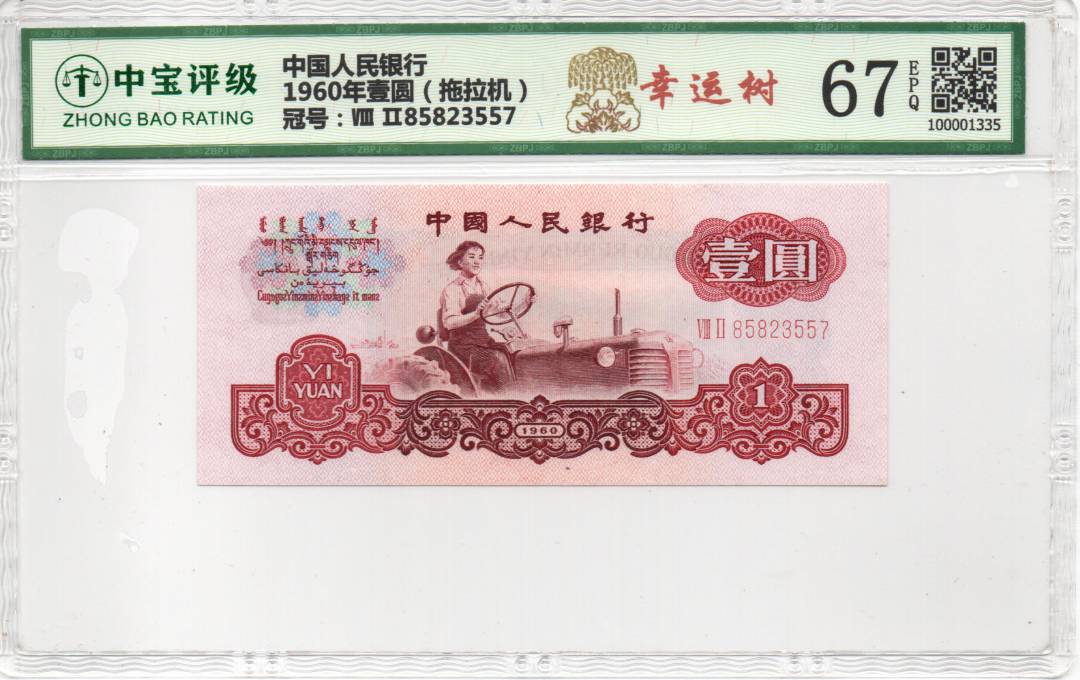 中宝评级
ZHONG BAO RATING
中国人民银行
1960年壹圆（拖拉机）
冠号：Ⅷ Ⅱ85823557
幸运树
67
EPQ
100001335
中國人民銀行
壹圓
Ⅷ Ⅱ 85823557
YI
YUAN
1960
1